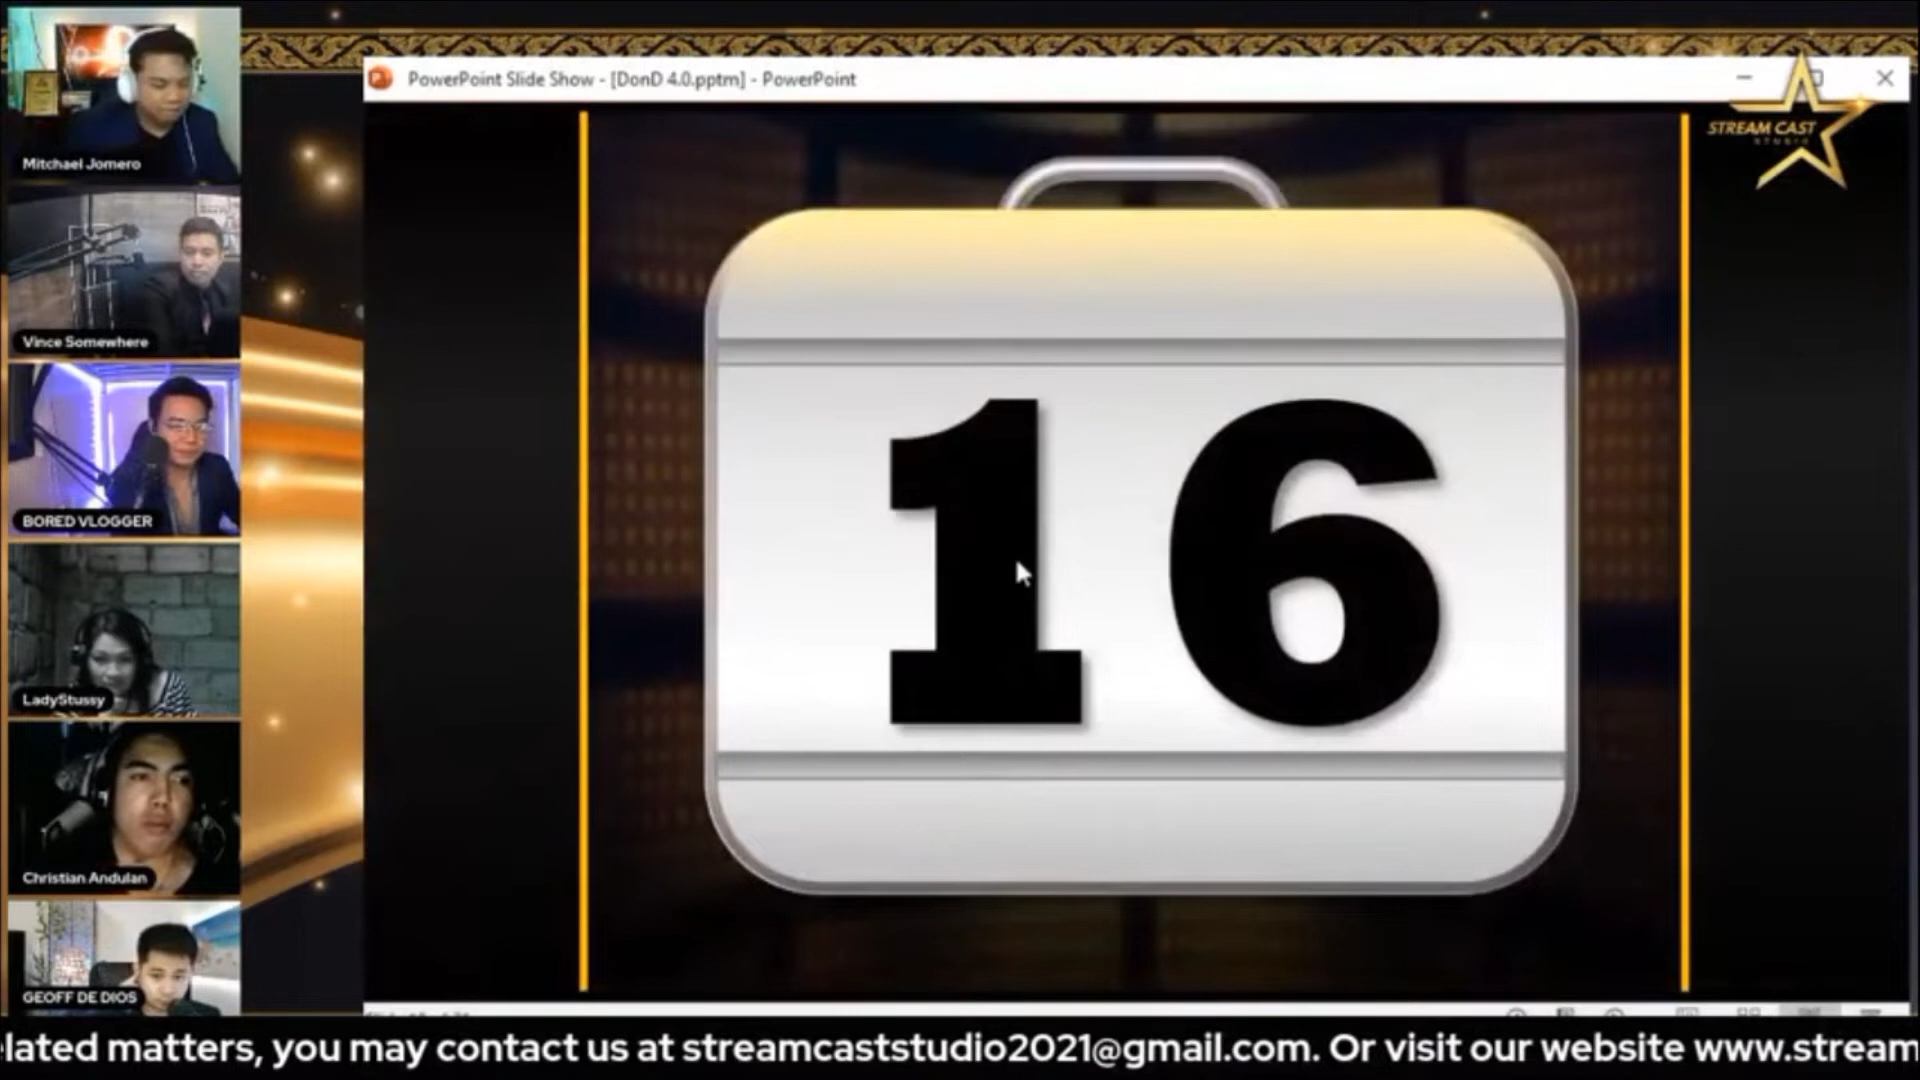 PowerPoint Slide Show - [DonD 4.0.pptm] - PowerPoint
STREAM CAST
STUDIO
Mitchael Jomero
Vince Somewhere
BORED VLOGGER
LadyStussy
Christian Andulan
GEOFF DE DIOS
16
lated matters, you may contact us at streamcaststudio2021@gmail.com. Or visit our website www.stream